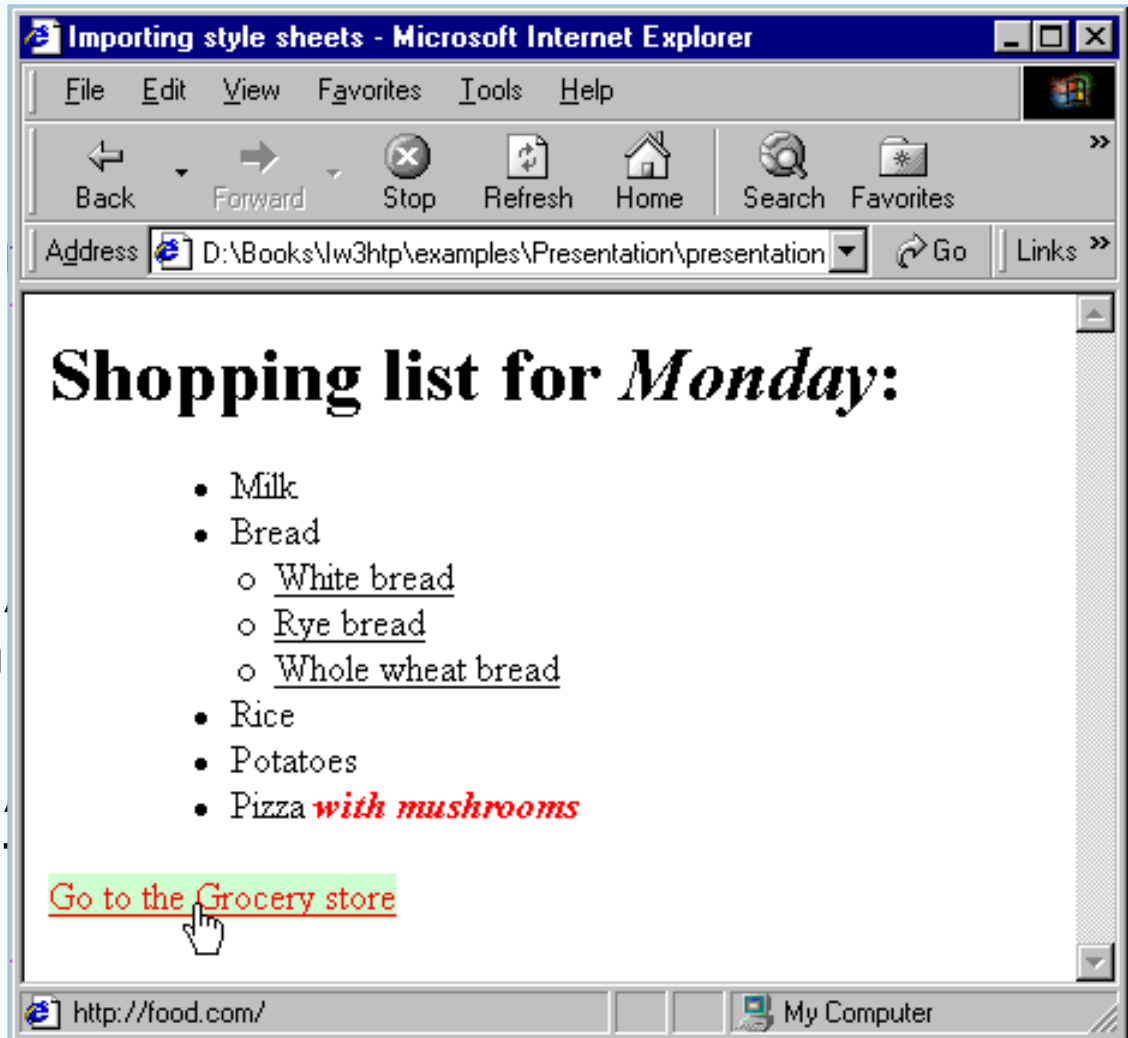 Importing style sheets - Microsoft Internet Explorer
File Edit View Favorites Tools Help
Back Forward Stop Refresh Home Search Favorites »
Address D:\Books\Iw3htp\examples\Presentation\presentation Go Links »
Shopping list for Monday:
• Milk
• Bread
o White bread
o Rye bread
o Whole wheat bread
• Rice
• Potatoes
• Pizza with mushrooms
Go to the Grocery store
http://food.com/ My Computer